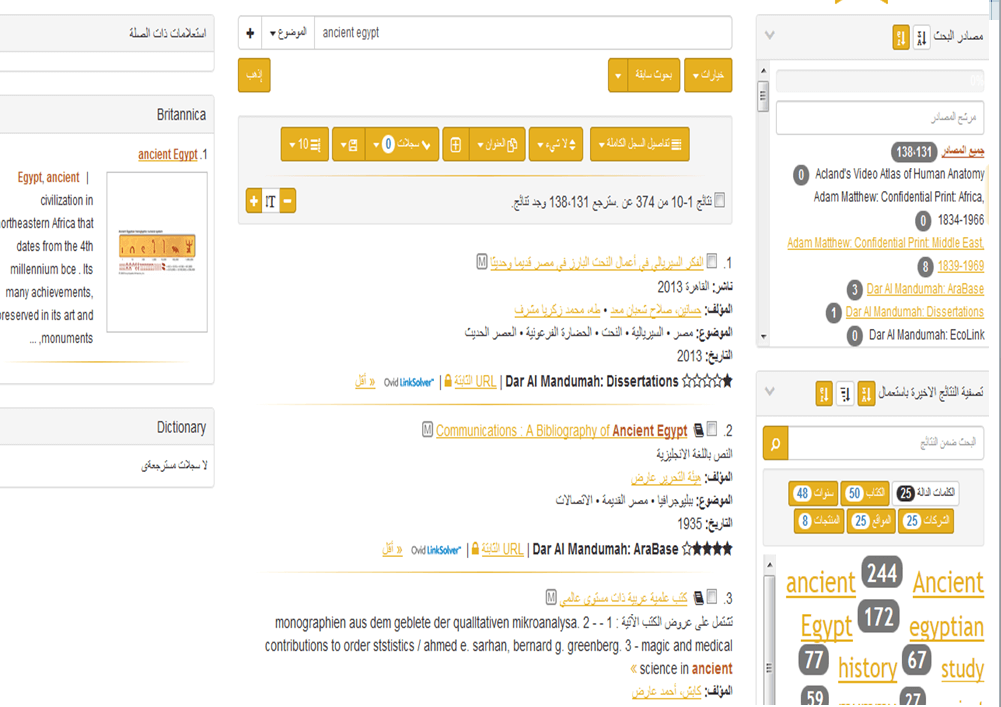 مصادر البحث
مرشح المصادر
جميع المصادر 138،131
Acland's Video Atlas of Human Anatomy 0
Adam Matthew: Confidential Print: Africa,
1834-1966 0
Adam Matthew: Confidential Print: Middle East,
1839-1969 8
Dar Al Mandumah: AraBase 3
Dar Al Mandumah: Dissertations 1
Dar Al Mandumah: EcoLink 0
تصفية النتائج الاخيرة باستعمال
البحث ضمن النتائج
الكلمات الدالة 25 الكتاب 50 سنوات 48
الشركات 25 المواقع 25 المنتجات 8
ancient 244 Ancient
Egypt 172 egyptian
77 history 67 study
59 27
ancient egypt الموضوع +
خيارات بحوث سابقة إذهب
تفاصيل السجل الكاملة لا شيء العنوان سجلات 0 10
نتائج 1-10 من 374 عن .سترجع 138،131 وجد نتائج.
+ T −
1. الفكر السيريالي في أعمال النحت البارز في مصر قديما وحديثا M
ناشر: القاهرة 2013
المؤلف: حسانين، صلاح شعبان معد • طه، محمد زكريا مشرف
الموضوع: مصر • السيريالية • النحت • الحضارة الفرعونية • العصر الحديث
التاريخ: 2013
Dar Al Mandumah: Dissertations | URL الثابتة | Ovid LinkSolver أقل »
2. Communications : A Bibliography of Ancient Egypt M
النص باللغة الانجليزية
المؤلف: هيئة التحرير عارض
الموضوع: ببليوجرافيا • مصر القديمة • الاتصالات
التاريخ: 1935
Dar Al Mandumah: AraBase | URL الثابتة | Ovid LinkSolver أقل »
3. كتب علمية عربية ذات مستوى عالمي M
تشتمل على عروض الكتب الآتية : 1 - - 2 .monographien aus dem geblete der quallitativen mikroanalysa
contributions to order ststistics / ahmed e. sarhan, bernard g. greenberg. 3 - magic and medical
science in ancient »
المؤلف: كايش، أحمد عارض
استعلامات ذات الصلة
Britannica
1. ancient Egypt
Egypt, ancient |
civilization in
northeastern Africa that
dates from the 4th
millennium bce . Its
many achievements,
preserved in its art and
monuments, ...
Dictionary
لا سجلات مسترجعةى